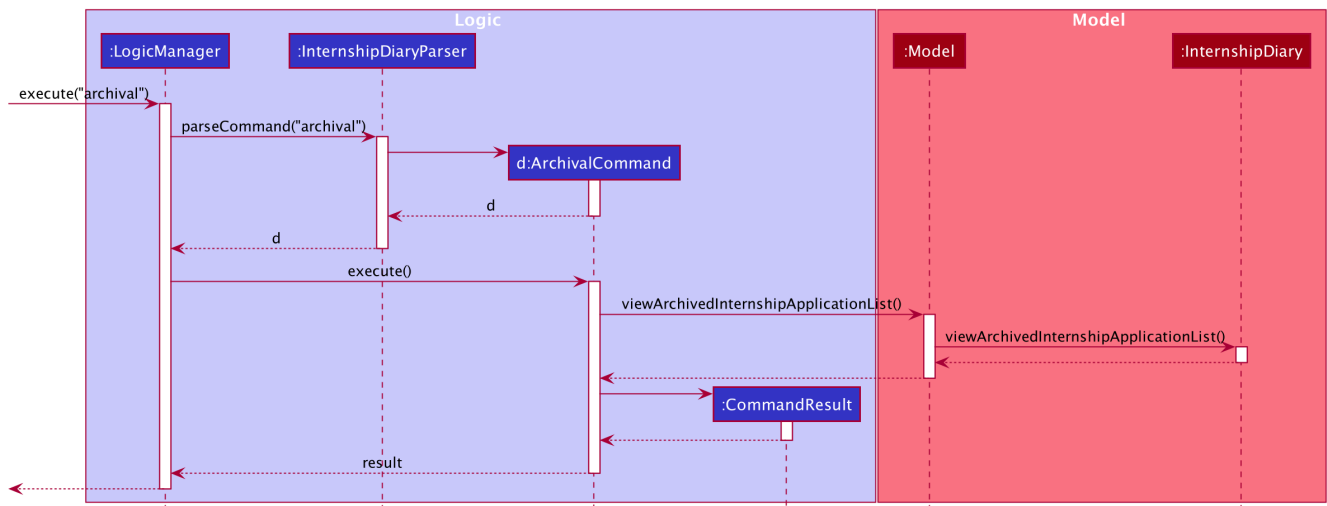 Logic
Model
:LogicManager
:InternshipDiaryParser
:Model
:InternshipDiary
execute("archival")
parseCommand("archival")
d:ArchivalCommand
d
d
execute()
viewArchivedInternshipApplicationList()
viewArchivedInternshipApplicationList()
:CommandResult
result